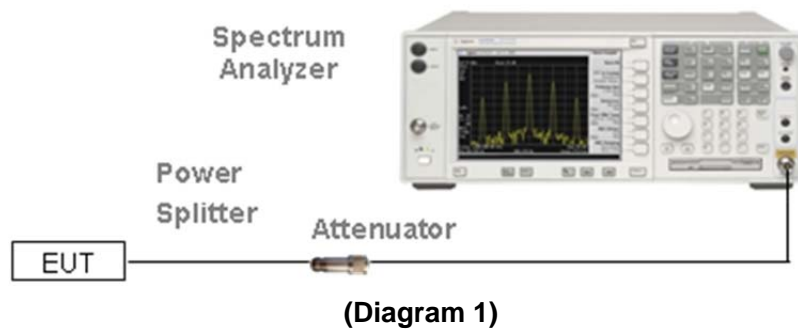 Spectrum
Analyzer
Power
Splitter
Attenuator
EUT
(Diagram 1)